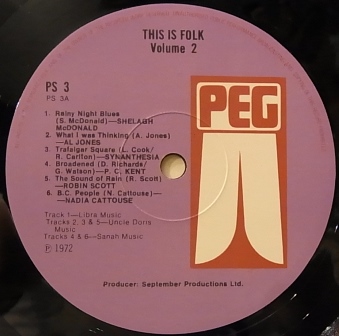 THIS IS FOLK
Volume 2
PS 3
PS 3A
PEG
1. Rainy Night Blues
(S. McDonald)—SHELAGH
McDONALD
2. What I was Thinking (A. Jones)
—AL JONES
3. Trafalgar Square (L. Cook/
R. Carlton)—SYNANTHESIA
4. Broadened (D. Richards/
G. Watson)—P. C. KENT
5. The Sound of Rain (R. Scott)
—ROBIN SCOTT
6. B.C. People (N. Cattouse)—
—NADIA CATTOUSE
Track 1—Libra Music
Tracks 2, 3 & 5—Uncle Doris
Music
Tracks 4 & 6—Sanah Music
℗ 1972
Producer: September Productions Ltd.